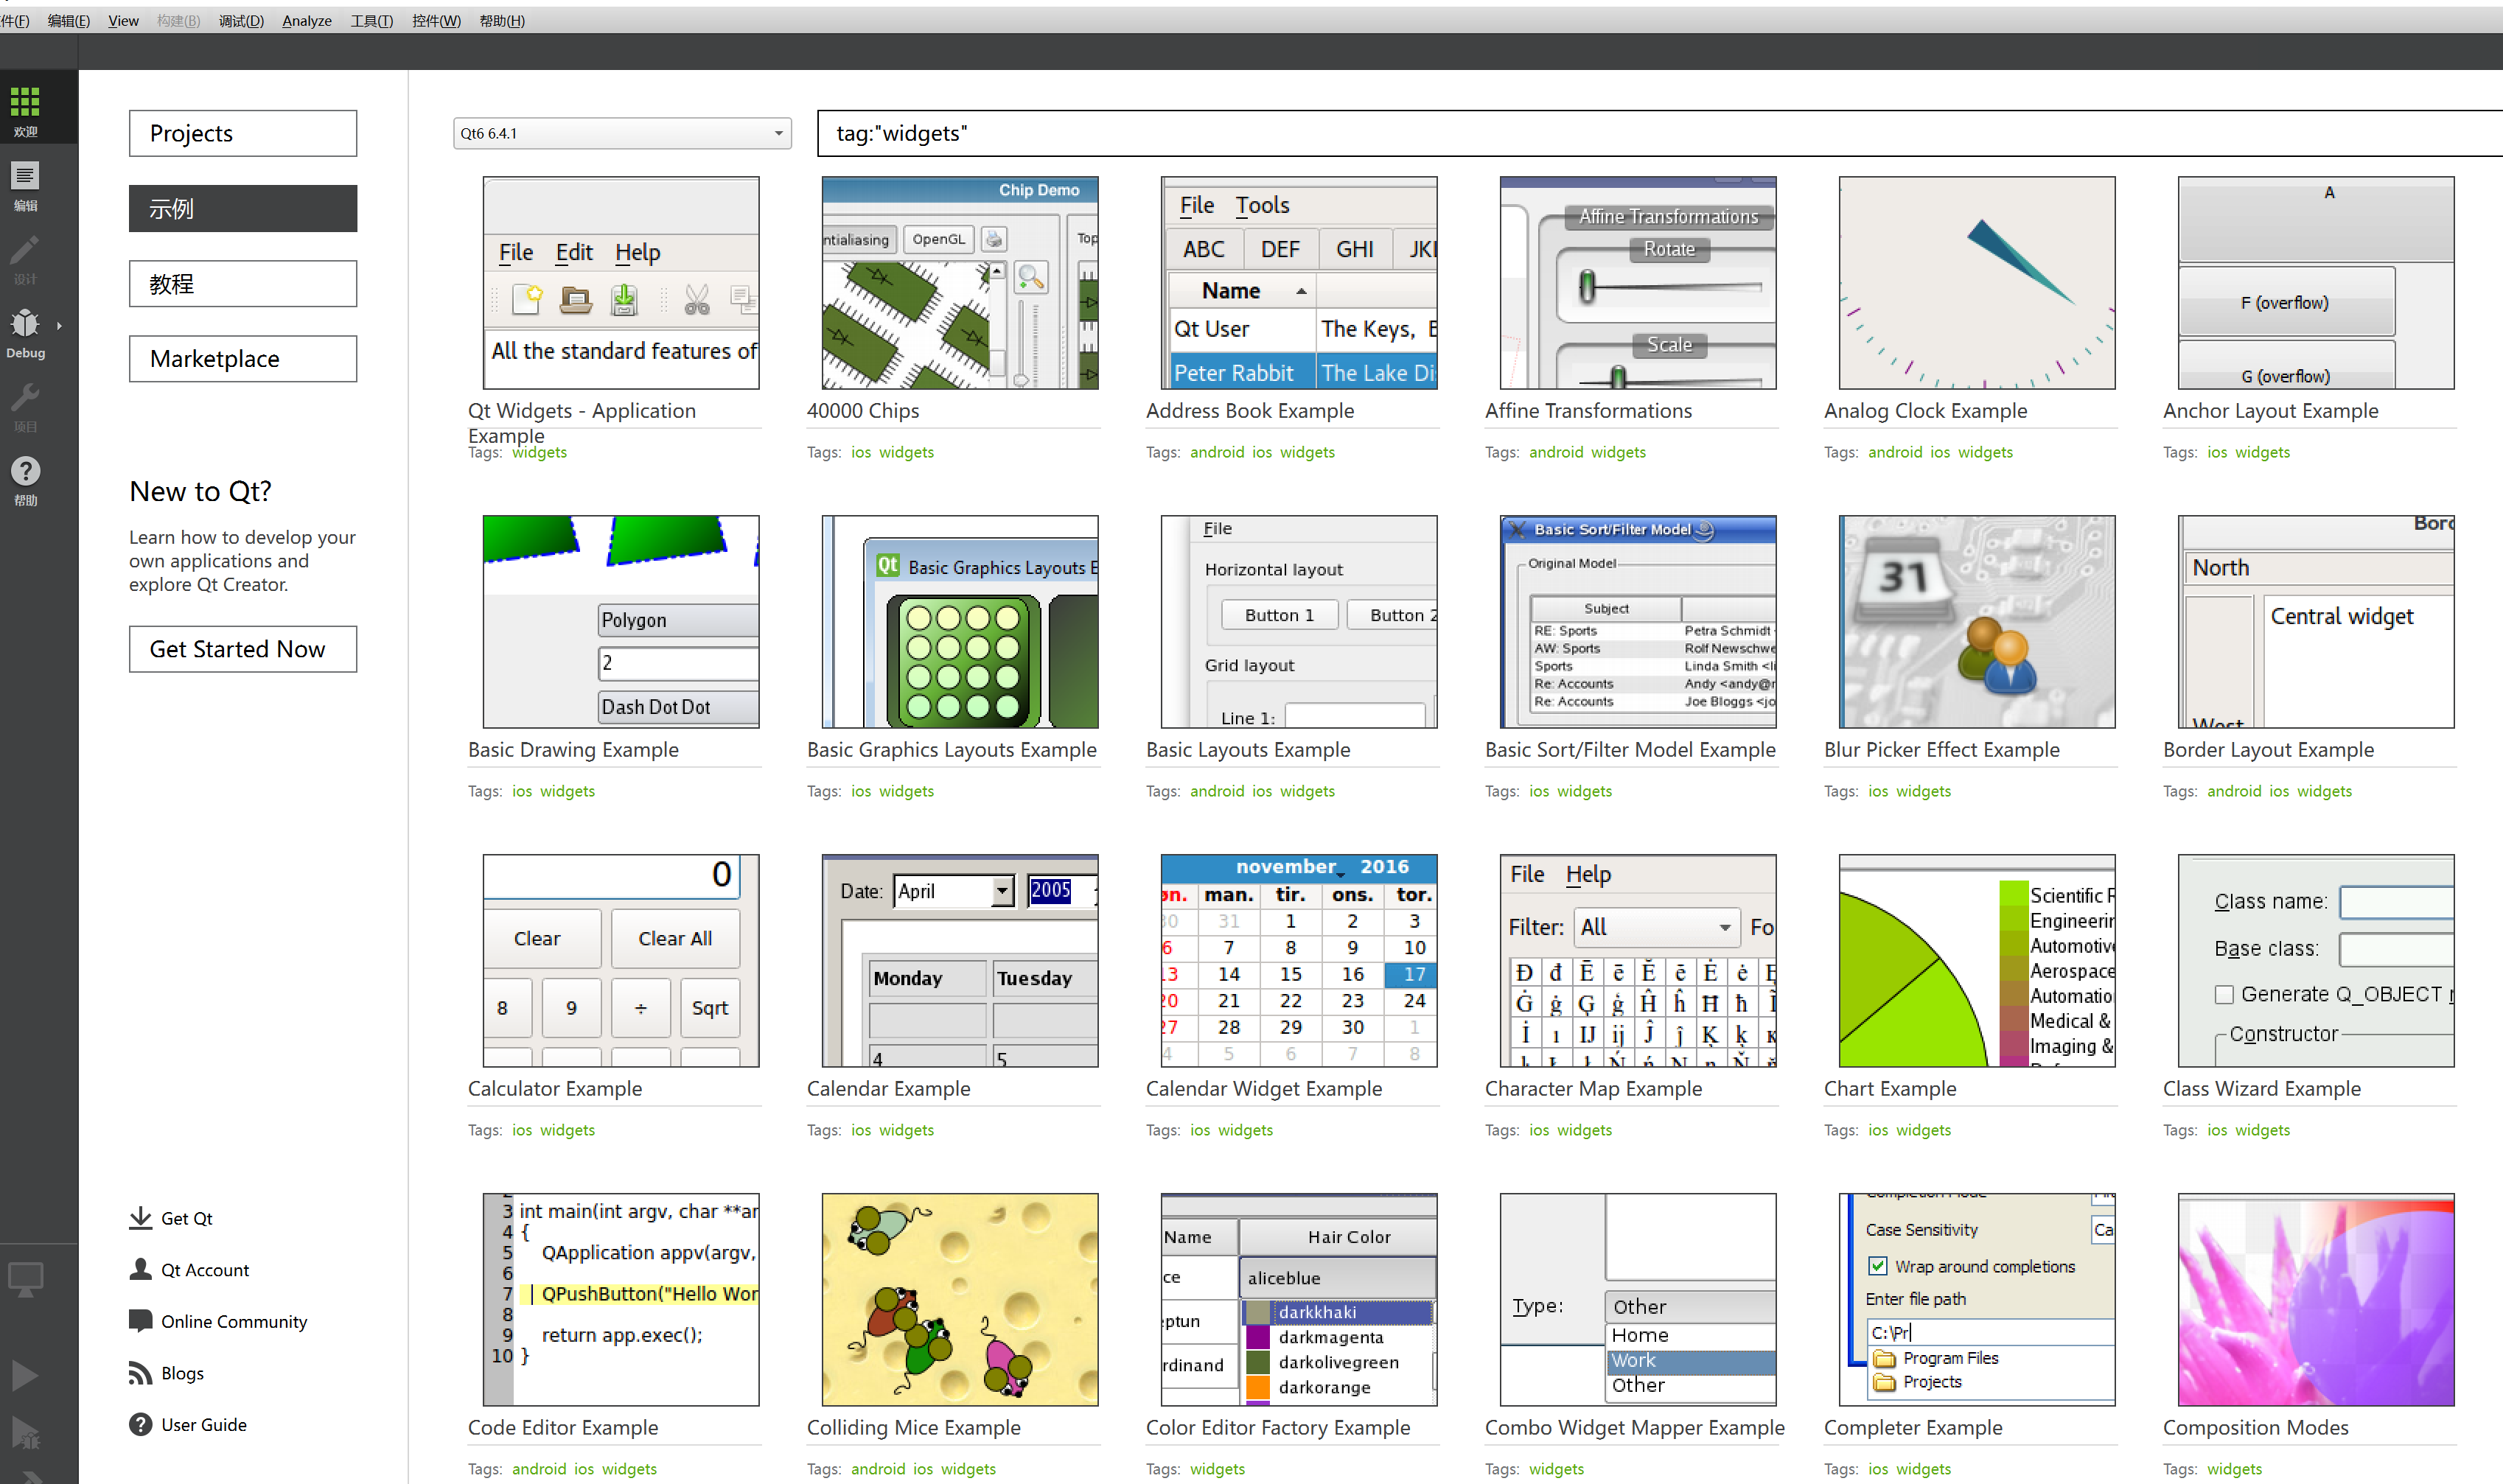 件(F) 编辑(E) View 构建(B) 调试(D) Analyze 工具(T) 控件(W) 帮助(H)
欢迎
编辑
设计
Debug
项目
帮助
Projects
示例
教程
Marketplace
New to Qt?
Learn how to develop your
own applications and
explore Qt Creator.
Get Started Now
Get Qt
Qt Account
Online Community
Blogs
User Guide
Qt6 6.4.1
tag:"widgets"
File Edit Help
All the standard features of
Qt Widgets - Application
Example
Tags: widgets
Chip Demo
ntialiasing OpenGL Top
40000 Chips
Tags: ios widgets
File Tools
ABC DEF GHI JKI
Name
Qt User The Keys, E
Peter Rabbit The Lake Di
Address Book Example
Tags: android ios widgets
Affine Transformations
Rotate
Scale
Affine Transformations
Tags: android widgets
Analog Clock Example
Tags: android ios widgets
A
F (overflow)
G (overflow)
Anchor Layout Example
Tags: ios widgets
Polygon
2
Dash Dot Dot
Basic Drawing Example
Tags: ios widgets
Qt Basic Graphics Layouts E
Basic Graphics Layouts Example
Tags: ios widgets
File
Horizontal layout
Button 1 Button 2
Grid layout
Line 1:
Basic Layouts Example
Tags: android ios widgets
Basic Sort/Filter Model
Original Model
Subject
RE: Sports Petra Schmidt
AW: Sports Rolf Newschwe
Sports Linda Smith <li
Re: Accounts Andy <andy@r
Re: Accounts Joe Bloggs <jo
Basic Sort/Filter Model Example
Tags: ios widgets
31
Blur Picker Effect Example
Tags: ios widgets
Bord
North
Central widget
West
Border Layout Example
Tags: android ios widgets
0
Clear Clear All
8 9 ÷ Sqrt
Calculator Example
Tags: ios widgets
Date: April 2005
Monday Tuesday
4 5
Calendar Example
Tags: ios widgets
november 2016
øn. man. tir. ons. tor.
30 31 1 2 3
6 7 8 9 10
13 14 15 16 17
20 21 22 23 24
27 28 29 30 1
4 5 6 7 8
Calendar Widget Example
Tags: ios widgets
File Help
Filter: All Fo
Đ đ Ē ē Ĕ ĕ Ė ė
Ġ ġ Ģ ģ Ĥ ĥ Ħ ħ
İ ı Ĳ ĳ Ĵ ĵ Ķ ķ
Character Map Example
Tags: ios widgets
Scientific R
Engineerin
Automotive
Aerospace
Automatio
Medical &
Imaging &
Chart Example
Tags: ios widgets
Class name:
Base class:
Generate Q_OBJECT
Constructor
Class Wizard Example
Tags: ios widgets
3 int main(int argv, char **ar
4 {
5 QApplication appv(argv,
6
7 QPushButton("Hello Wor
8
9 return app.exec();
10 }
Code Editor Example
Tags: android ios widgets
Colliding Mice Example
Tags: android ios widgets
Name Hair Color
ce aliceblue
darkkhaki
eptun darkmagenta
darkolivegreen
rdinand darkorange
Color Editor Factory Example
Tags: widgets
Type: Other
Home
Work
Other
Combo Widget Mapper Example
Tags: widgets
Completion Mode
Case Sensitivity Ca
Wrap around completions
Enter file path
C:\Pr
Program Files
Projects
Completer Example
Tags: ios widgets
Composition Modes
Tags: widgets